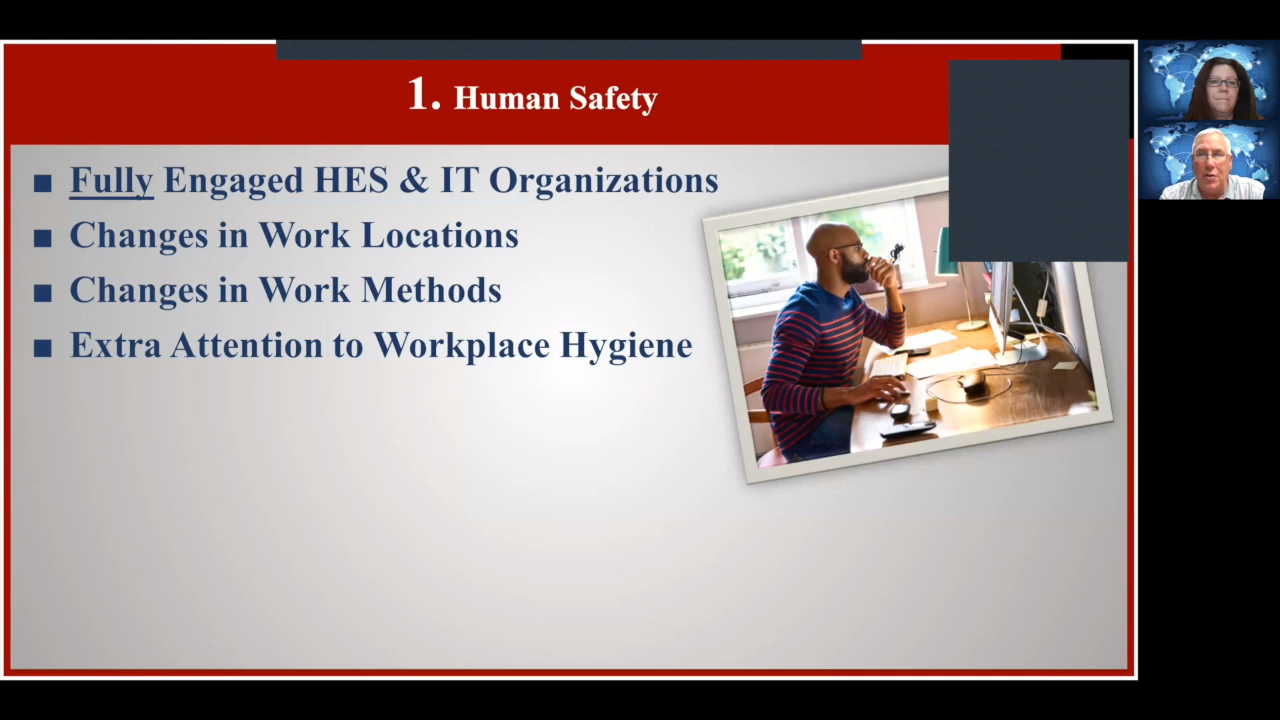 1. Human Safety
■ Fully Engaged HES & IT Organizations
■ Changes in Work Locations
■ Changes in Work Methods
■ Extra Attention to Workplace Hygiene